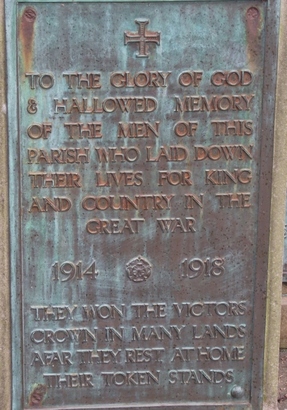 TO THE GLORY OF GOD
& HALLOWED MEMORY
OF THE MEN OF THIS
PARISH WHO LAID DOWN
THEIR LIVES FOR KING
AND COUNTRY IN THE
GREAT WAR
1914 1918
THEY WON THE VICTORS
CROWN IN MANY LANDS
AFAR THEY REST AT HOME
THEIR TOKEN STANDS